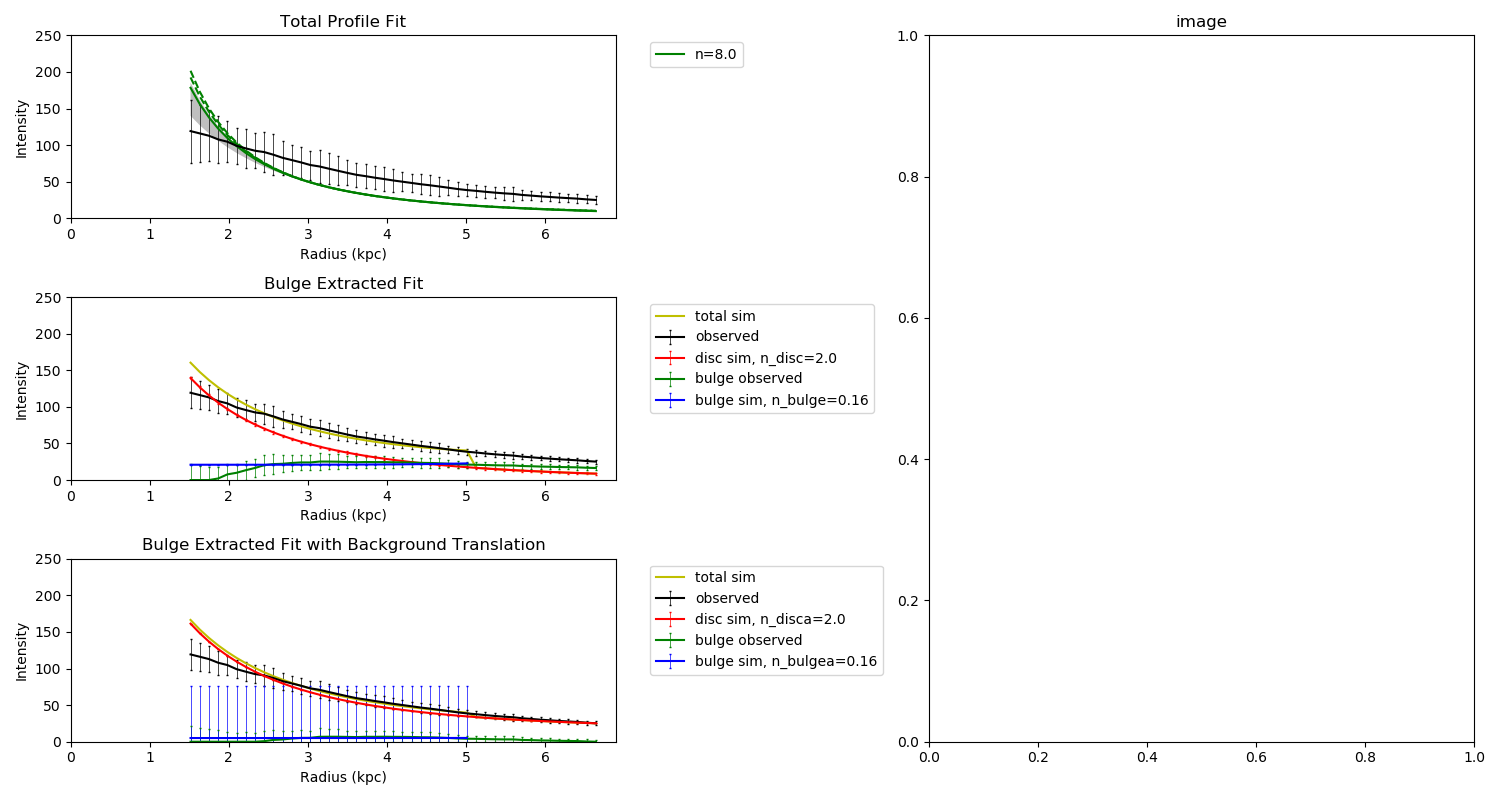 Total Profile Fit
250
200
150
100
50
0
Intensity
0 1 2 3 4 5 6
Radius (kpc)
n=8.0
Bulge Extracted Fit
250
200
150
100
50
0
Intensity
0 1 2 3 4 5 6
Radius (kpc)
total sim
observed
disc sim, n_disc=2.0
bulge observed
bulge sim, n_bulge=0.16
Bulge Extracted Fit with Background Translation
250
200
150
100
50
0
Intensity
0 1 2 3 4 5 6
Radius (kpc)
total sim
observed
disc sim, n_disca=2.0
bulge observed
bulge sim, n_bulgea=0.16
image
1.0
0.8
0.6
0.4
0.2
0.0
0.0 0.2 0.4 0.6 0.8 1.0